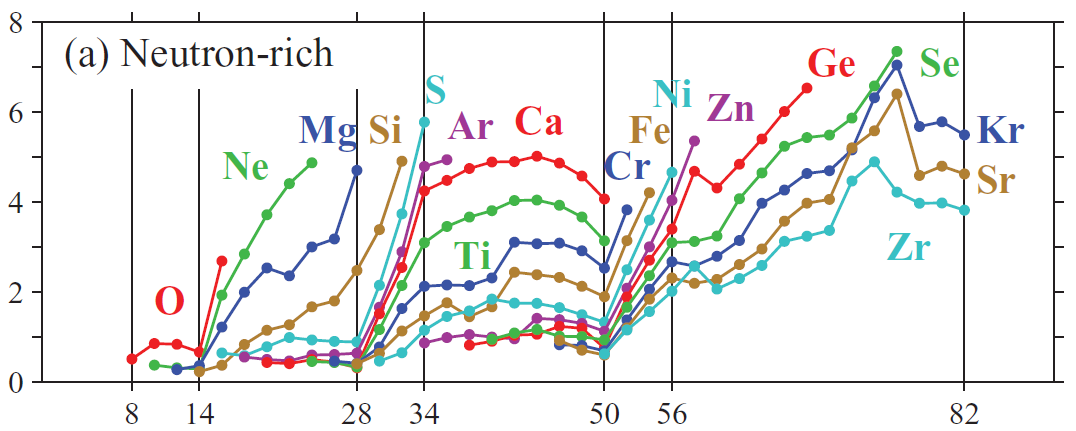 8
(a) Neutron-rich
Ge
Se
S
Ni
Zn
6
Ar
Ca
Mg
Si
Fe
Kr
Ne
Cr
Sr
4
Ti
Zr
O
2
0
8 14 28 34 50 56 82